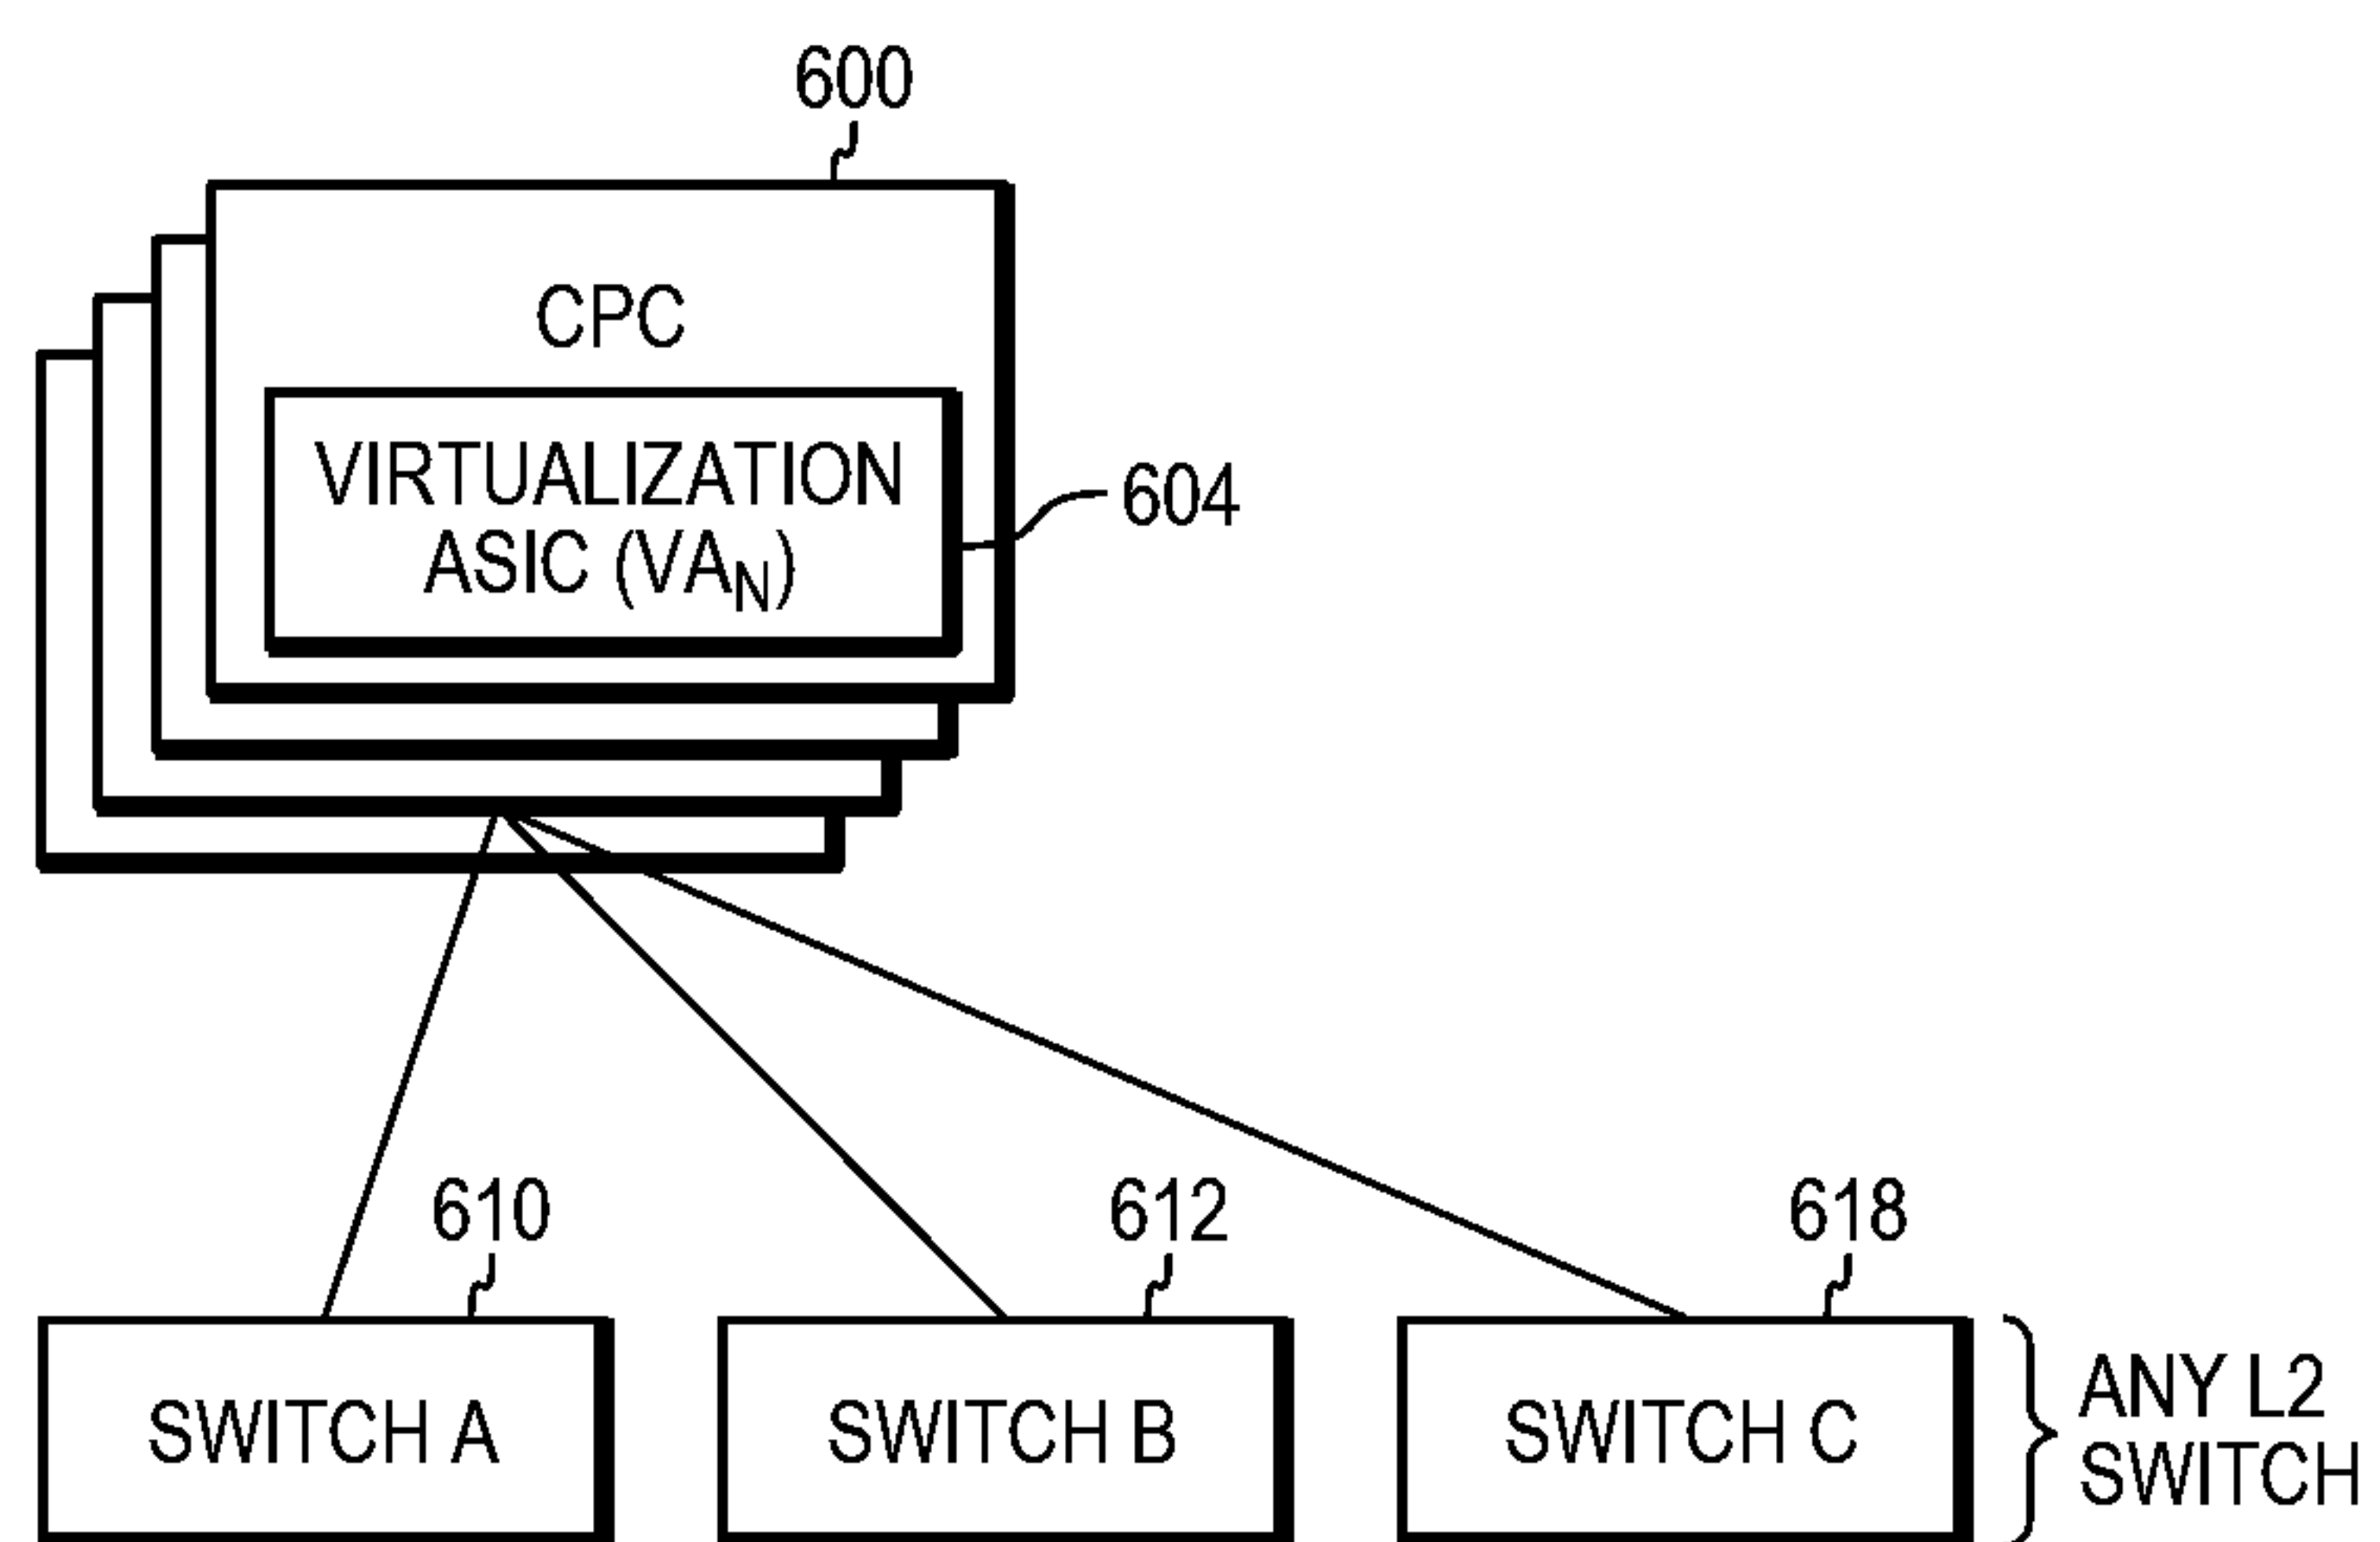 600
CPC
VIRTUALIZATION
ASIC (VAN)
604
610
612
618
SWITCH A
SWITCH B
SWITCH C
ANY L2
SWITCH